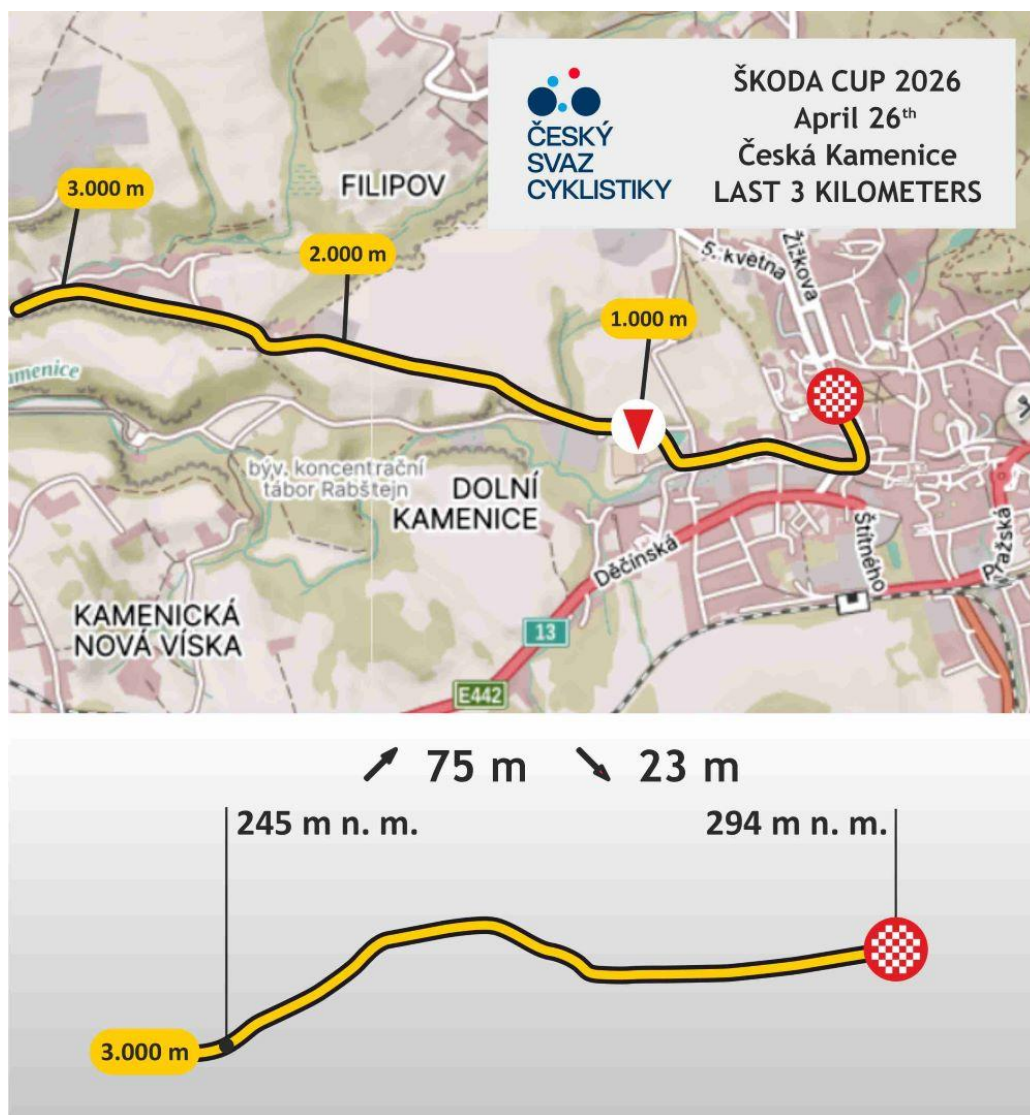 ČESKÝ
SVAZ
CYKLISTIKY
ŠKODA CUP 2026
April 26th
Česká Kamenice
LAST 3 KILOMETERS
3.000 m
FILIPOV
2.000 m
5. května
Žižkova
1.000 m
amenice
býv. koncentrační
tábor Rabštejn
DOLNÍ
KAMENICE
Děčínská
Štítného
Pražská
KAMENICKÁ
NOVÁ VÍSKA
13
E442
75 m
23 m
245 m n. m.
294 m n. m.
3.000 m